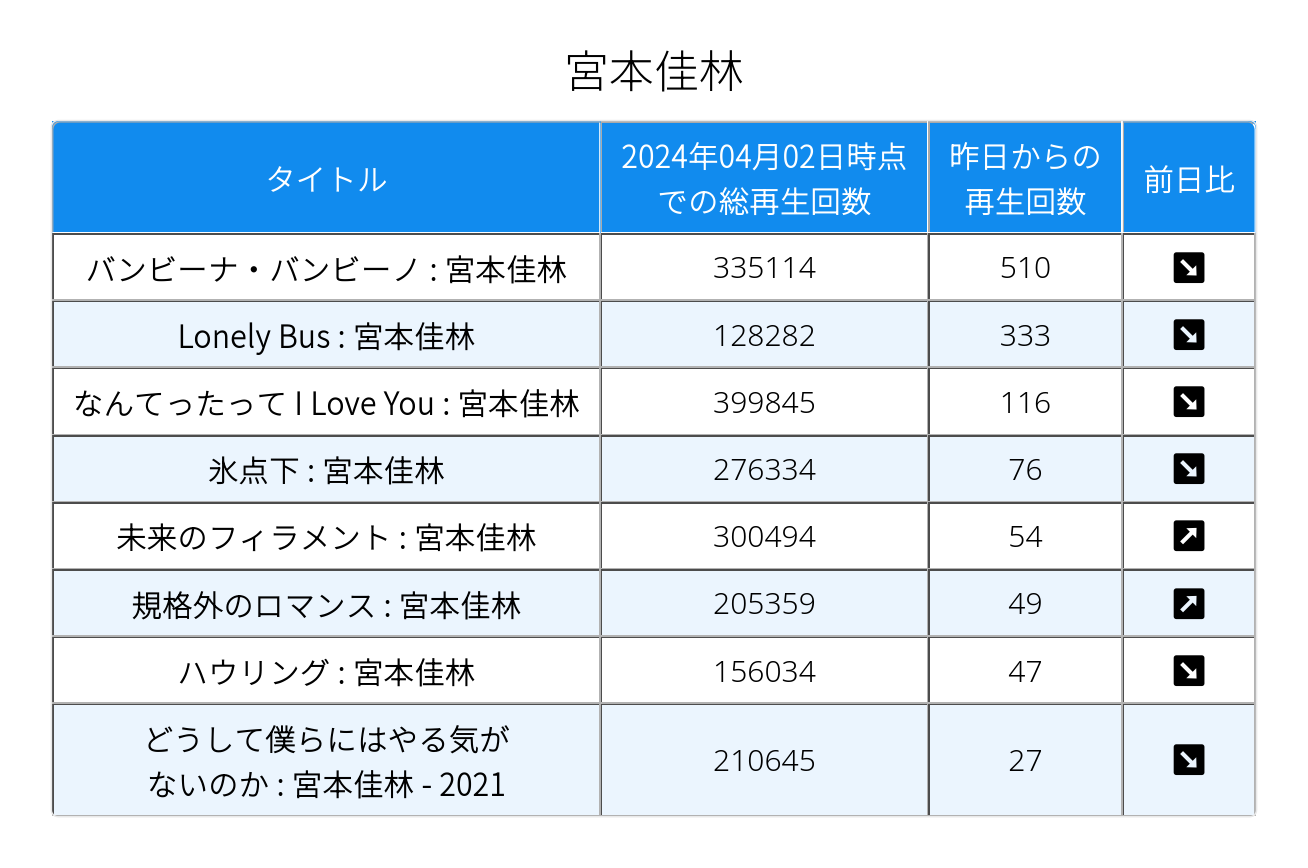 宮本佳林
タイトル
2024年04月02日時点
での総再生回数
昨日からの
再生回数
前日比
バンビーナ・バンビーノ : 宮本佳林
335114
510
Lonely Bus : 宮本佳林
128282
333
なんてったって I Love You : 宮本佳林
399845
116
氷点下 : 宮本佳林
276334
76
未来のフィラメント : 宮本佳林
300494
54
規格外のロマンス : 宮本佳林
205359
49
ハウリング : 宮本佳林
156034
47
どうして僕らにはやる気が
ないのか : 宮本佳林 - 2021
210645
27